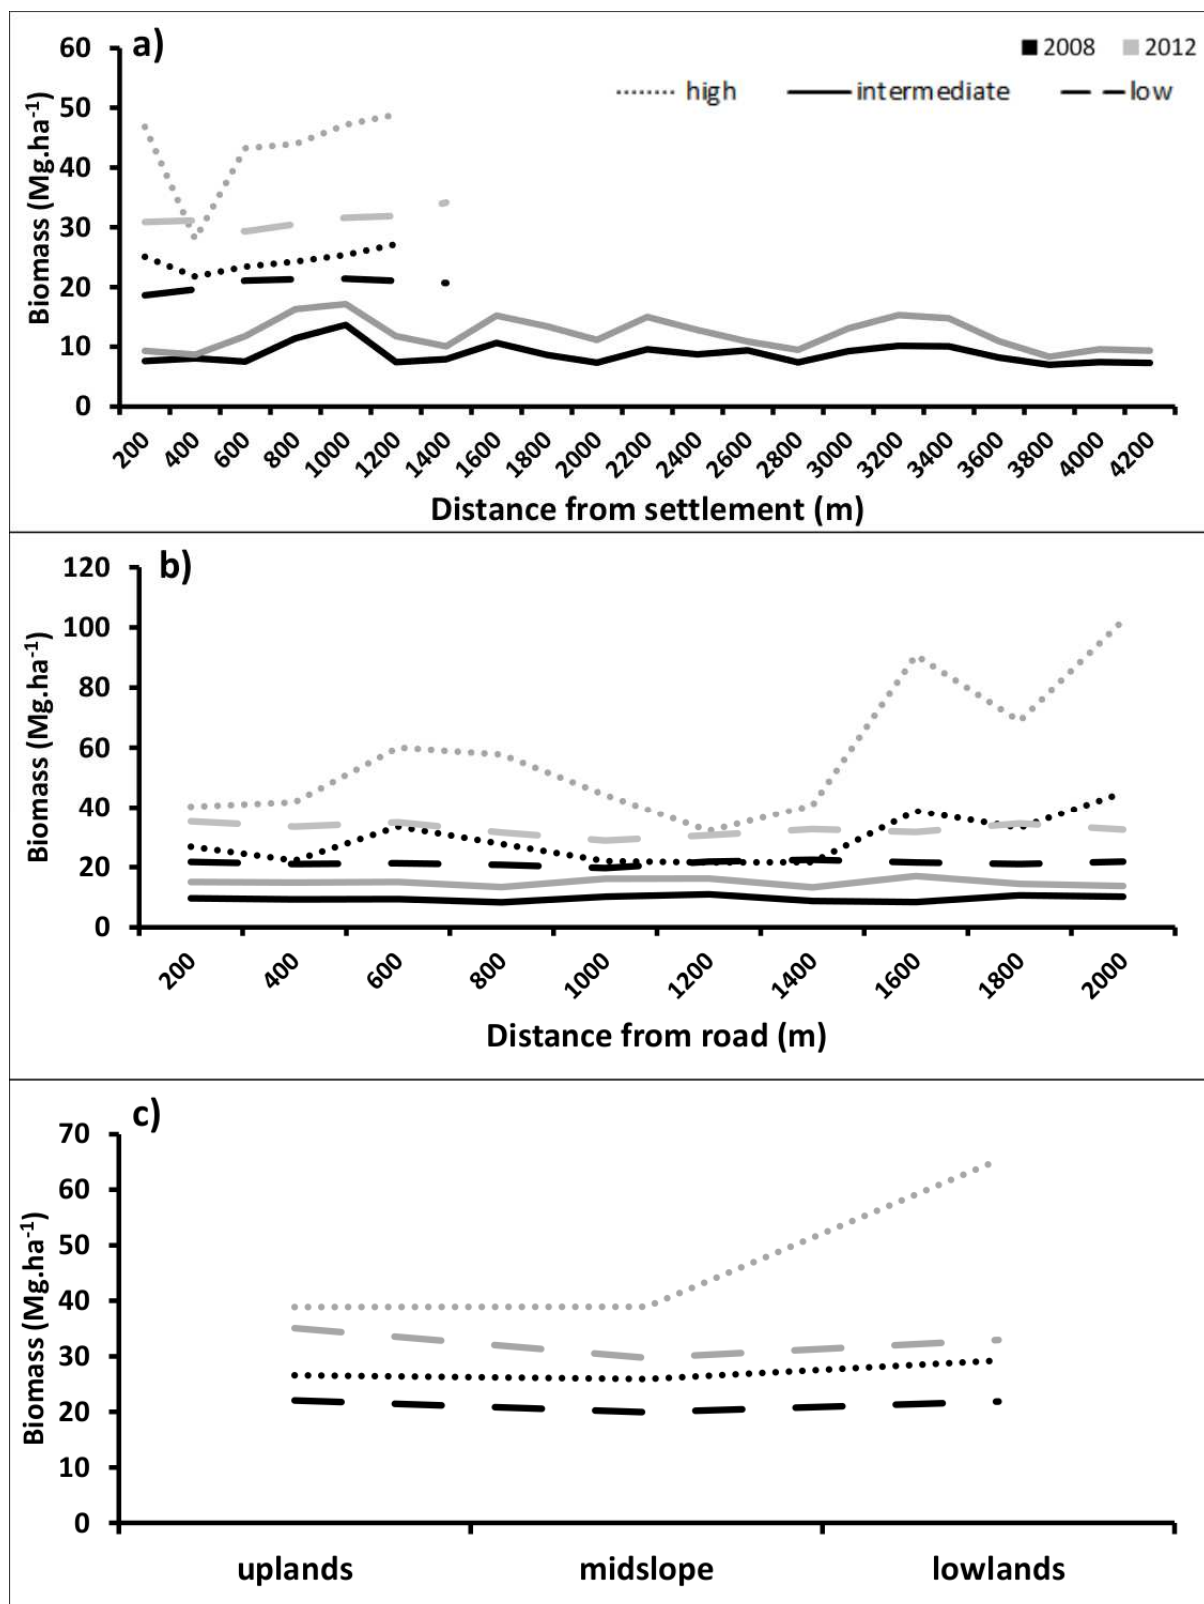 a)
2008 2012
high intermediate low
Biomass (Mg.ha-1)
60
50
40
30
20
10
0
200 400 600 800 1000 1200 1400 1600 1800 2000 2200 2400 2600 2800 3000 3200 3400 3600 3800 4000 4200
Distance from settlement (m)
b)
Biomass (Mg.ha-1)
120
100
80
60
40
20
0
200 400 600 800 1000 1200 1400 1600 1800 2000
Distance from road (m)
c)
Biomass (Mg.ha-1)
70
60
50
40
30
20
10
0
uplands midslope lowlands